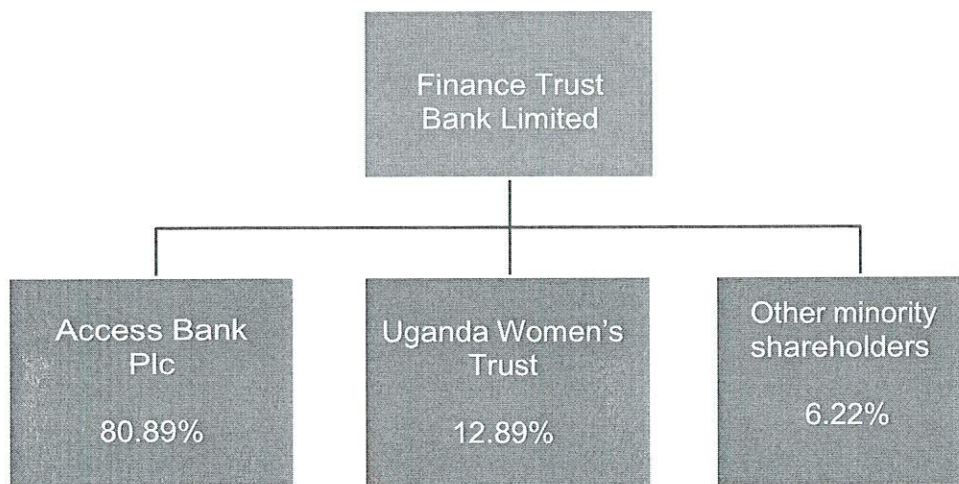 Finance Trust
Bank Limited
Access Bank
Plc
80.89%
Uganda Women's
Trust
12.89%
Other minority
shareholders
6.22%